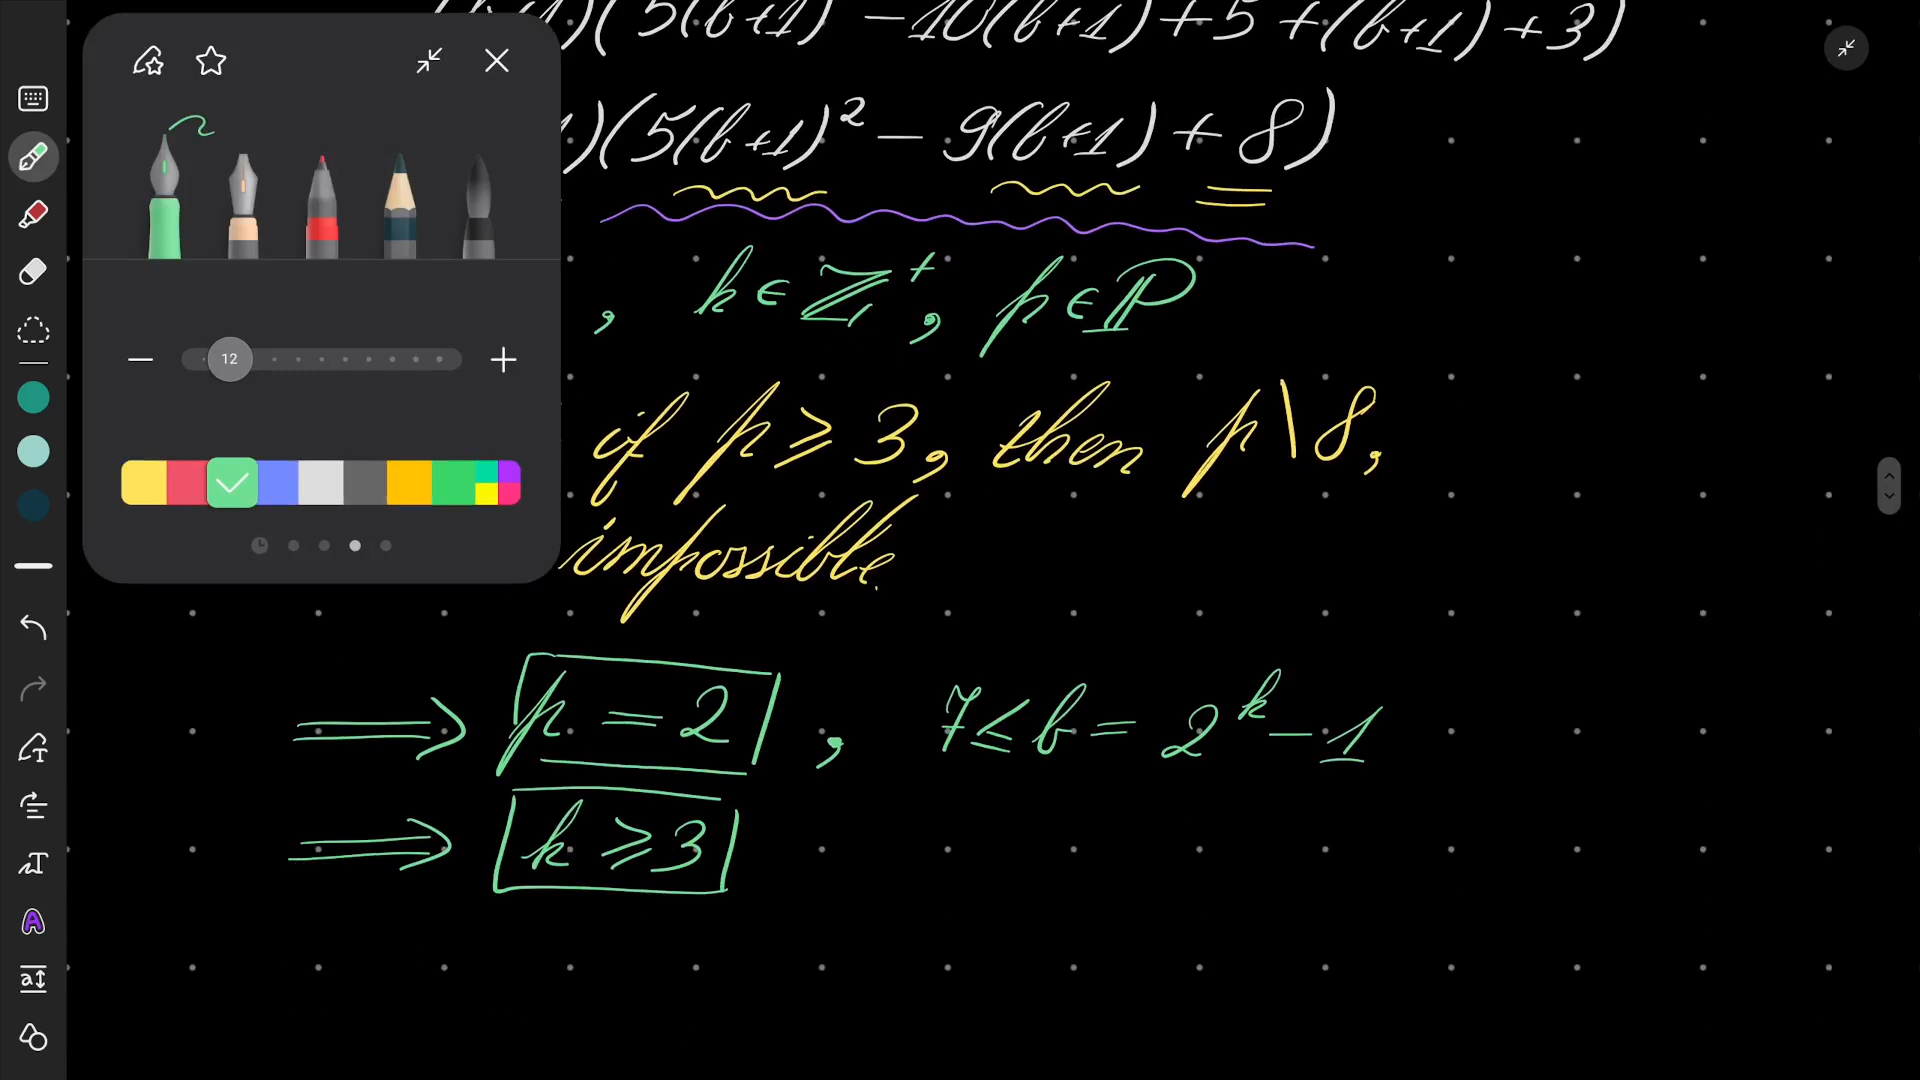 )(5(b+1) - 10(b+1) + 5 + (b+1) + 3)
)(5(b+1)² - 9(b+1) + 8)
, k ∈ ℤ⁺, p ∈ ℙ
12
if p ⩾ 3, then p \ 8,
impossible.
⟹ p = 2 , 7 ≤ b = 2ᵏ - 1
⟹ k ⩾ 3